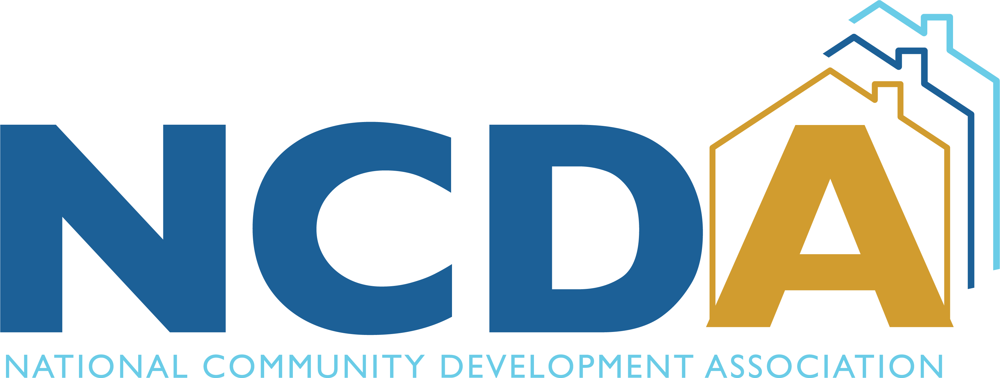 NCDA
NATIONAL COMMUNITY DEVELOPMENT ASSOCIATION